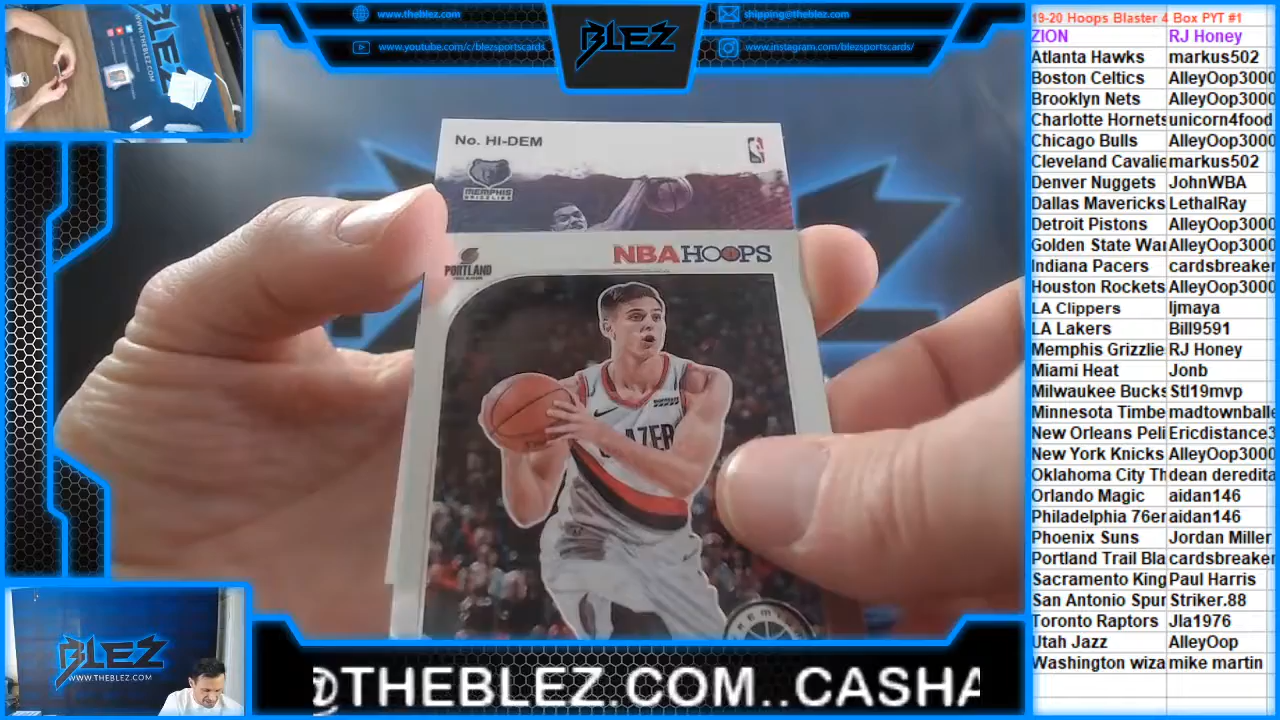 BLEZ
WWW.THEBLEZ.COM
www.theblez.com
shipping@theblez.com
www.youtube.com/c/blezsportscards
www.instagram.com/blezsportscards/
BLEZ
No. HI-DEM
MEMPHIS
GRIZZLIES
PORTLAND
NBA HOOPS
BLAZER
BLEZ
WWW.THEBLEZ.COM
@THEBLEZ.COM..CASHA
19-20 Hoops Blaster 4 Box PYT #1
ZION RJ Honey
Atlanta Hawks markus502
Boston Celtics AlleyOop3000
Brooklyn Nets AlleyOop3000
Charlotte Hornets unicorn4food
Chicago Bulls AlleyOop3000
Cleveland Cavalie markus502
Denver Nuggets JohnWBA
Dallas Mavericks LethalRay
Detroit Pistons AlleyOop3000
Golden State War AlleyOop3000
Indiana Pacers cardsbreaker
Houston Rockets AlleyOop3000
LA Clippers ljmaya
LA Lakers Bill9591
Memphis Grizzlie RJ Honey
Miami Heat Jonb
Milwaukee Bucks Stl19mvp
Minnesota Timbe madtownballe
New Orleans Peli Ericdistance3
New York Knicks AlleyOop3000
Oklahoma City Th dean deredita
Orlando Magic aidan146
Philadelphia 76er aidan146
Phoenix Suns Jordan Miller
Portland Trail Bla cardsbreaker
Sacramento King Paul Harris
San Antonio Spur Striker.88
Toronto Raptors Jla1976
Utah Jazz AlleyOop
Washington wiza mike martin